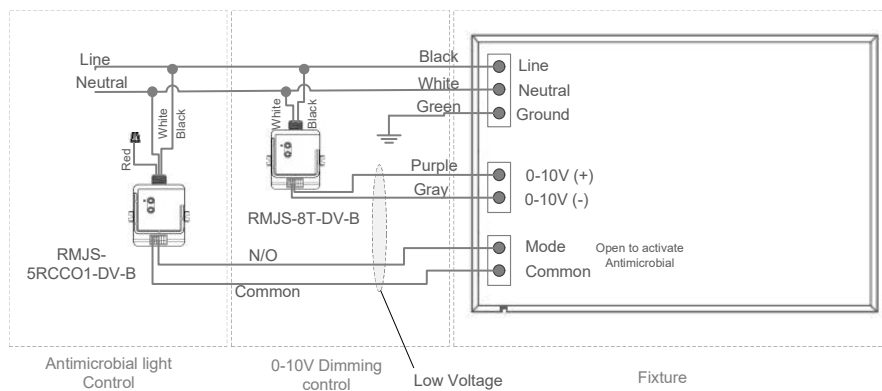 Line
Neutral
White
Black
Red
RMJS-
5RCCO1-DV-B
White
Black
RMJS-8T-DV-B
N/O
Common
Black
White
Green
Purple
Gray
Line
Neutral
Ground
0-10V (+)
0-10V (-)
Mode
Common
Open to activate
Antimicrobial
Antimicrobial light
Control
0-10V Dimming
control
Low Voltage
Fixture